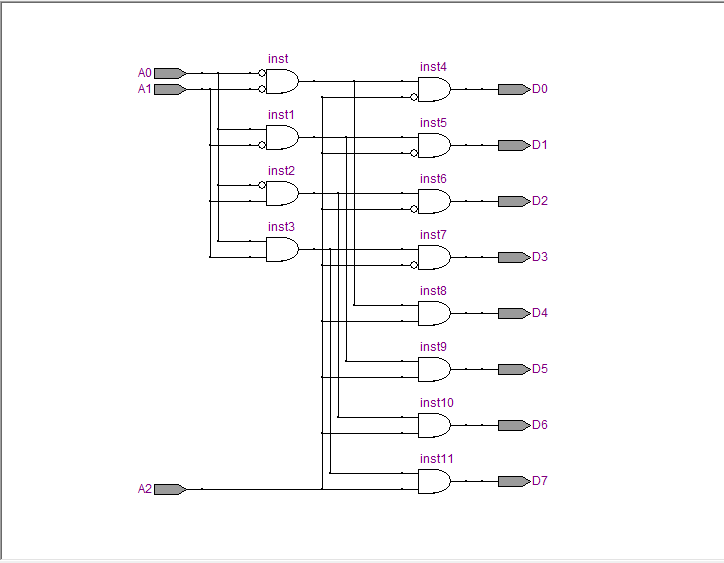 inst
inst4
A0
D0
A1
inst1
inst5
D1
inst2
inst6
D2
inst3
inst7
D3
inst8
D4
inst9
D5
inst10
D6
inst11
D7
A2